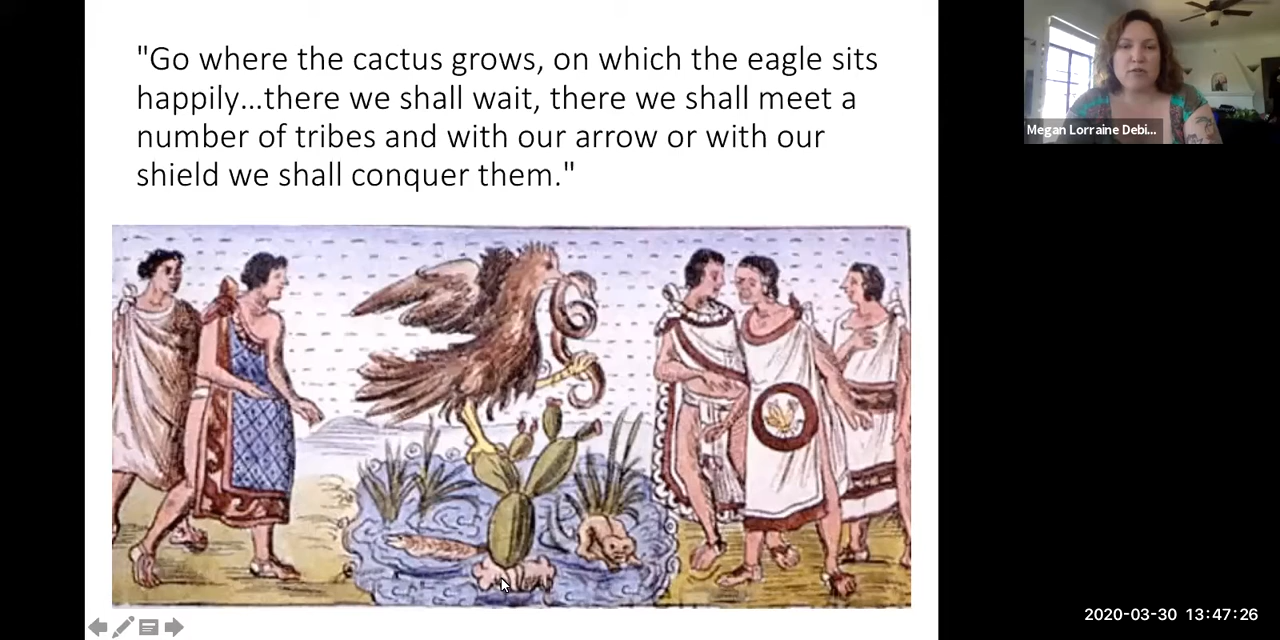 "Go where the cactus grows, on which the eagle sits
happily...there we shall wait, there we shall meet a
number of tribes and with our arrow or with our
shield we shall conquer them."
Megan Lorraine Debi...
2020-03-30 13:47:26